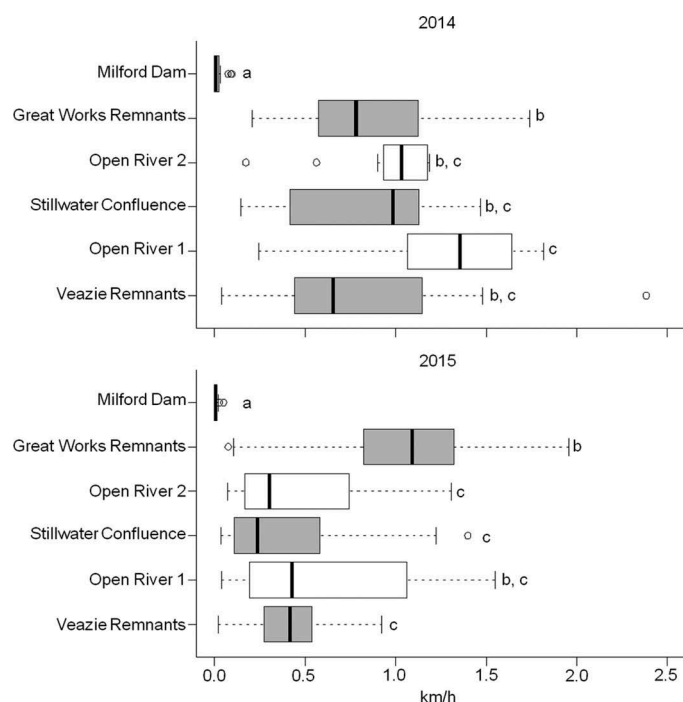 2014
Milford Dam a
Great Works Remnants b
Open River 2 b, c
Stillwater Confluence b, c
Open River 1 c
Veazie Remnants b, c
2015
Milford Dam a
Great Works Remnants b
Open River 2 c
Stillwater Confluence c
Open River 1 b, c
Veazie Remnants c
0.0 0.5 1.0 1.5 2.0 2.5
km/h